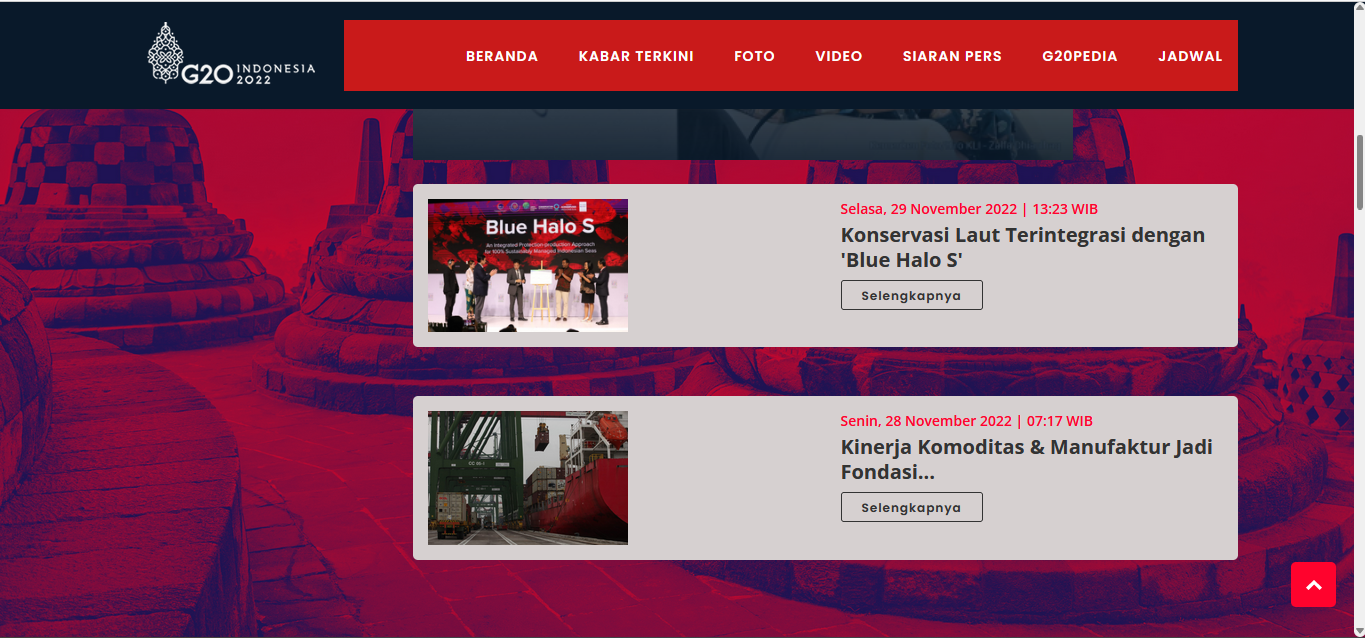 G20 INDONESIA
2022
BERANDA
KABAR TERKINI
FOTO
VIDEO
SIARAN PERS
G20PEDIA
JADWAL
Blue Halo S
An Integrated Protection-production Approach
for 100% Sustainably Managed Indonesian Seas
Selasa, 29 November 2022 | 13:23 WIB
Konservasi Laut Terintegrasi dengan
'Blue Halo S'
Selengkapnya
Senin, 28 November 2022 | 07:17 WIB
Kinerja Komoditas & Manufaktur Jadi
Fondasi...
Selengkapnya